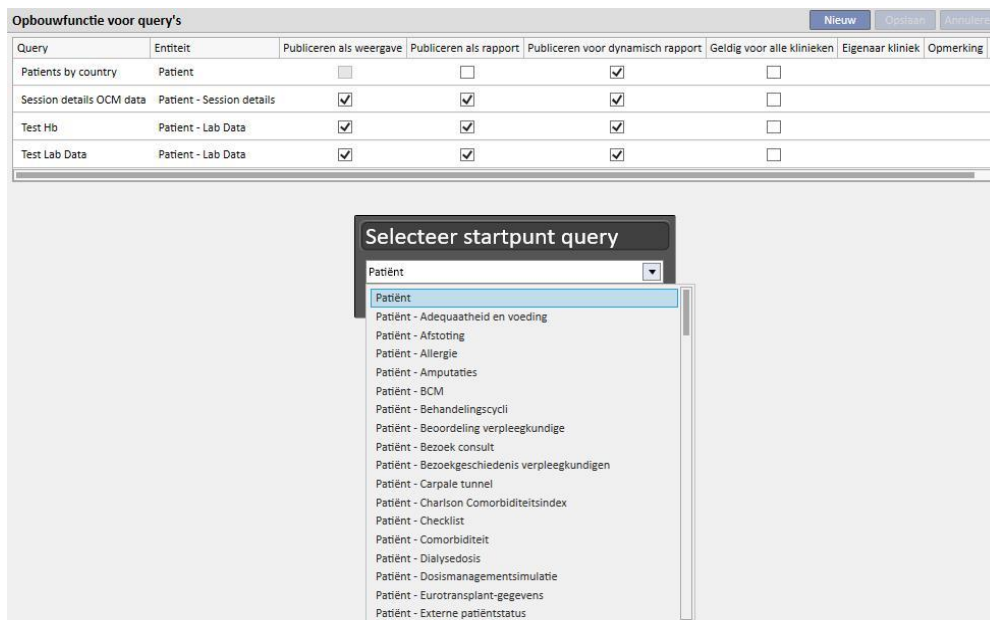 Opbouwfunctie voor query's
Nieuw Opslaan Annulere
Query Entiteit Publiceren als weergave Publiceren als rapport Publiceren voor dynamisch rapport Geldig voor alle klinieken Eigenaar kliniek Opmerking
Patients by country Patient
Session details OCM data Patient - Session details
Test Hb Patient - Lab Data
Test Lab Data Patient - Lab Data
Selecteer startpunt query
Patiënt
Patiënt
Patiënt - Adequaatheid en voeding
Patiënt - Afstoting
Patiënt - Allergie
Patiënt - Amputaties
Patiënt - BCM
Patiënt - Behandelingscycli
Patiënt - Beoordeling verpleegkundige
Patiënt - Bezoek consult
Patiënt - Bezoekgeschiedenis verpleegkundigen
Patiënt - Carpale tunnel
Patiënt - Charlson Comorbiditeitsindex
Patiënt - Checklist
Patiënt - Comorbiditeit
Patiënt - Dialysedosis
Patiënt - Dosismanagementsimulatie
Patiënt - Eurotransplant-gegevens
Patiënt - Externe patiëntstatus